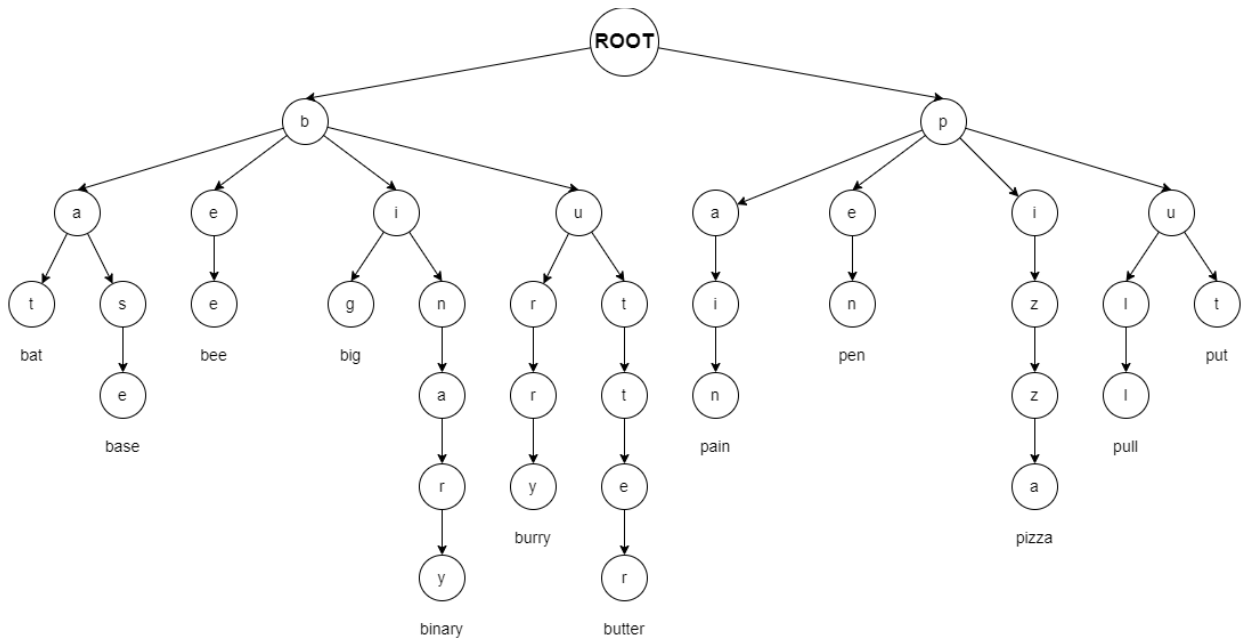 ROOT
b p
a e i u a e i u
t s e g n r t i n z l t
bat bee big pen put
e a r t n z l
base pain pull
r y e a
burry pizza
y r
binary butter